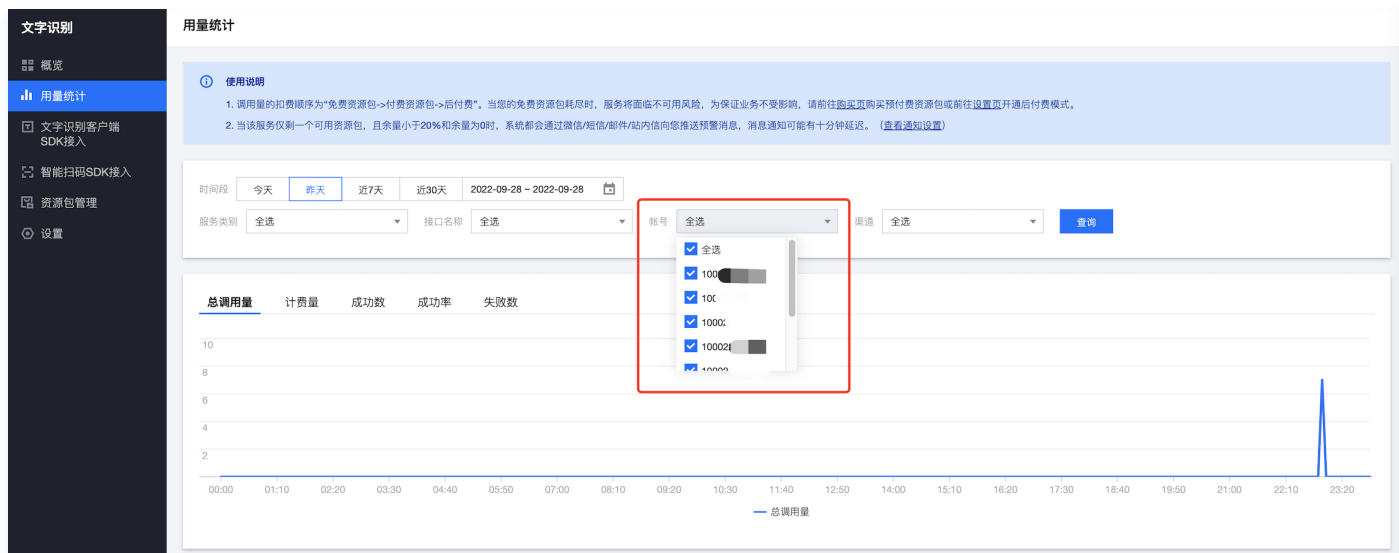 文字识别
概览
用量统计
文字识别客户端
SDK接入
智能扫码SDK接入
资源包管理
设置
用量统计
使用说明
1. 调用量的扣费顺序为“免费资源包->付费资源包->后付费”。当您的免费资源包耗尽时，服务将面临不可用风险，为保证业务不受影响，请前往购买页购买预付费资源包或前往设置页开通后付费模式。
2. 当该服务仅剩一个可用资源包，且余量小于20%和余量为0时，系统都会通过微信/短信/邮件/站内信向您推送预警消息，消息通知可能有十分钟延迟。（查看通知设置）
时间段 今天 昨天 近7天 近30天 2022-09-28 ~ 2022-09-28
服务类别 全选 接口名称 全选 帐号 全选 渠道 全选 查询
全选
100
100
10002
10002
10002
总调用量 计费量 成功数 成功率 失败数
10
8
6
4
2
00:00 01:10 02:20 03:30 04:40 05:50 07:00 08:10 09:20 10:30 11:40 12:50 14:00 15:10 16:20 17:30 18:40 19:50 21:00 22:10 23:20
总调用量